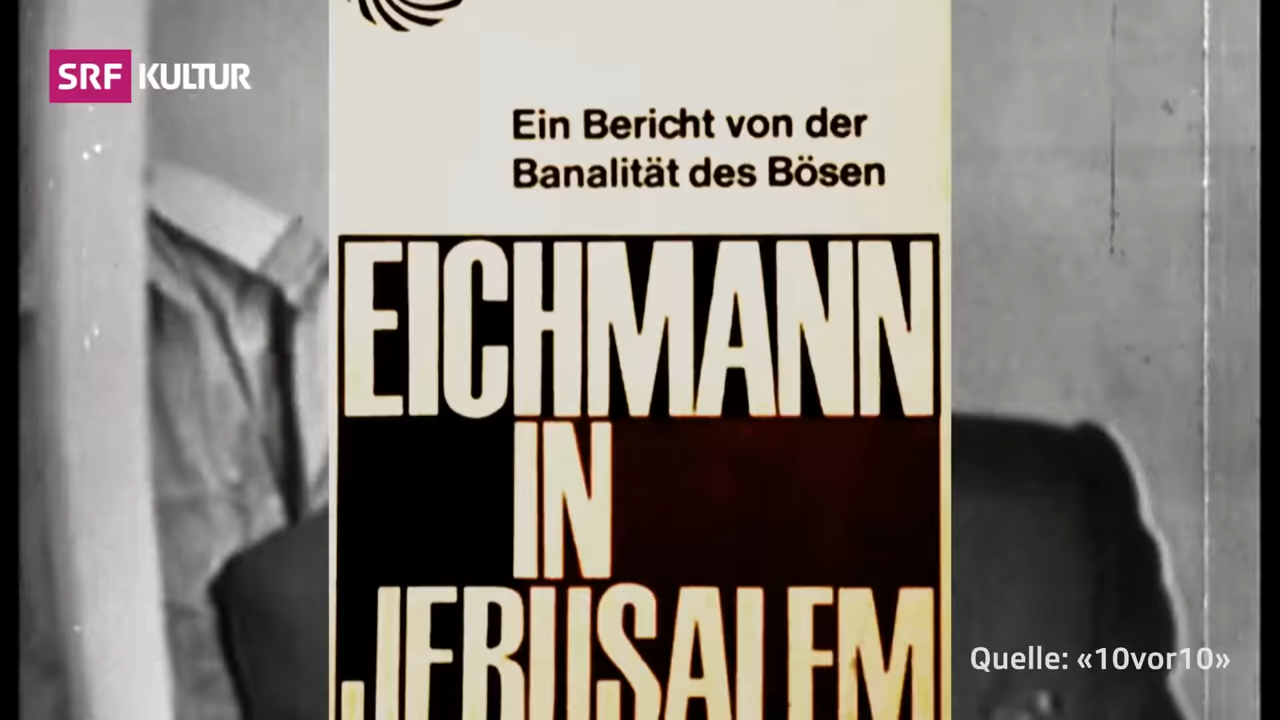 SRF KULTUR
Ein Bericht von der
Banalität des Bösen
EICHMANN
IN
JERUSALEM
Quelle: «10vor10»